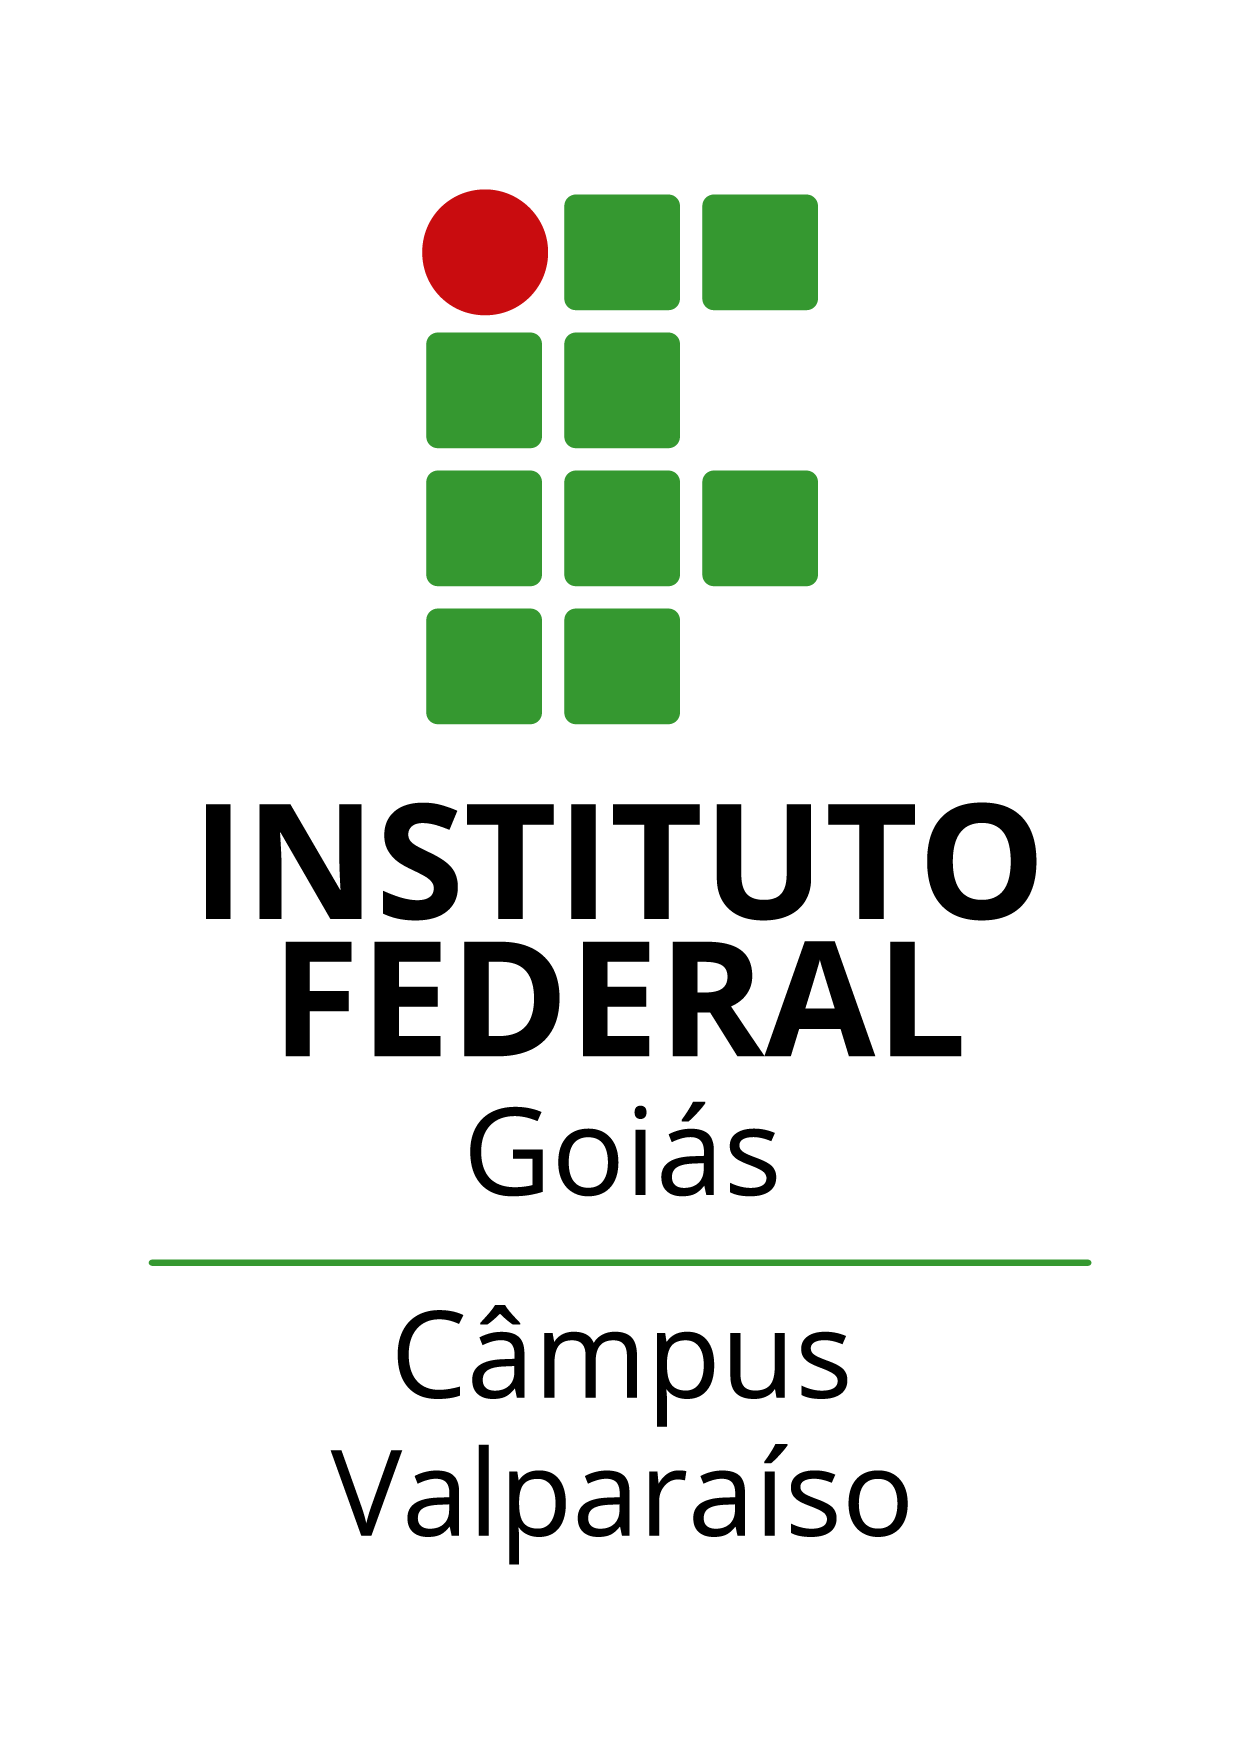 INSTITUTO
FEDERAL
Goiás
Câmpus
Valparaíso